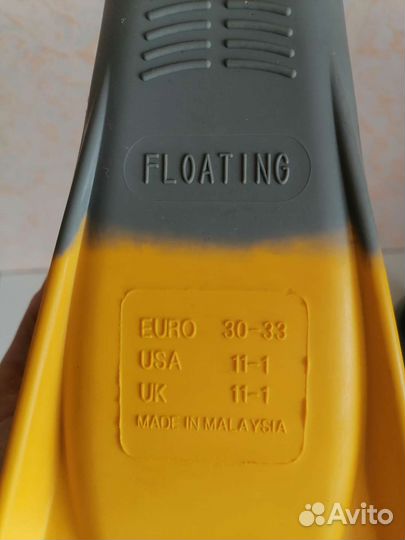 FLOATING
EURO 30-33
USA 11-1
UK 11-1
MADE IN MALAYSIA
Avito